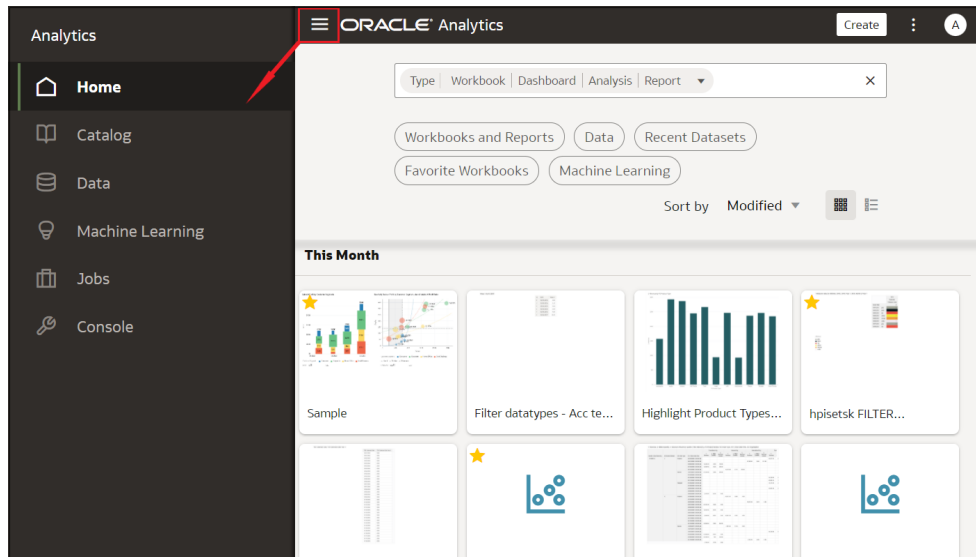 Analytics
Home
Catalog
Data
Machine Learning
Jobs
Console
ORACLE® Analytics
Create
A
Type Workbook Dashboard Analysis Report
Workbooks and Reports
Data
Recent Datasets
Favorite Workbooks
Machine Learning
Sort by Modified
This Month
Sample
Filter datatypes - Acc te...
Highlight Product Types...
hpisetsk FILTER...